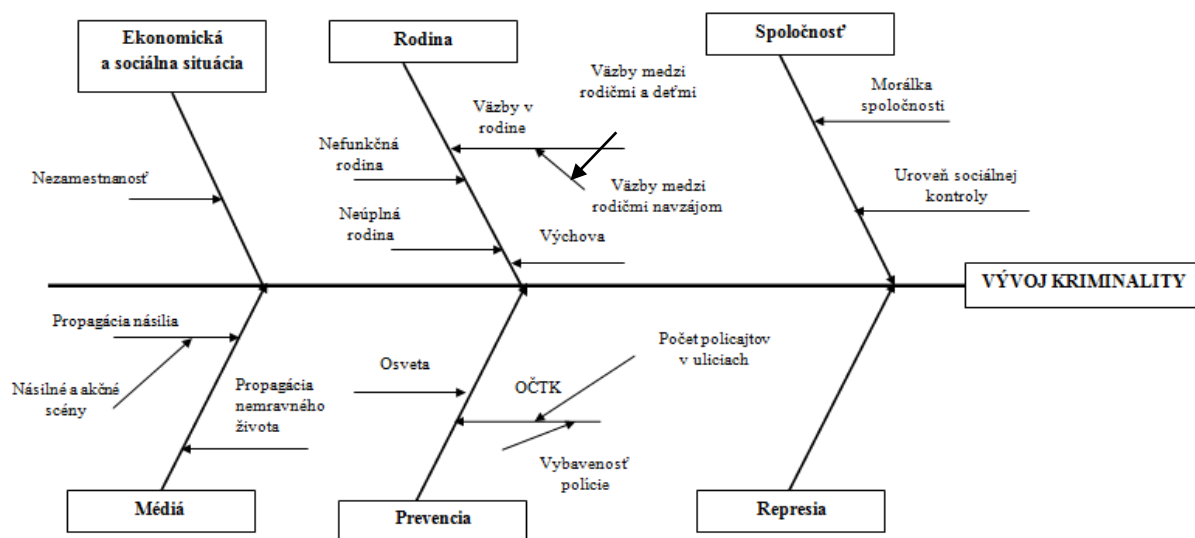 Ekonomická
a sociálna situácia
Rodina
Spoločnosť
Väzby medzi
rodičmi a deťmi
Väzby v
rodine
Morálka
spoločnosti
Nefunkčná
rodina
Nezamestnanosť
Väzby medzi
rodičmi navzájom
Uroveň sociálnej
kontroly
Neúplná
rodina
Výchova
VÝVOJ KRIMINALITY
Propagácia násilia
Počet policajtov
v uliciach
Osveta
OČTK
Násilné a akčné
scény
Propagácia
nemravného
života
Vybavenosť
polície
Médiá
Prevencia
Represia